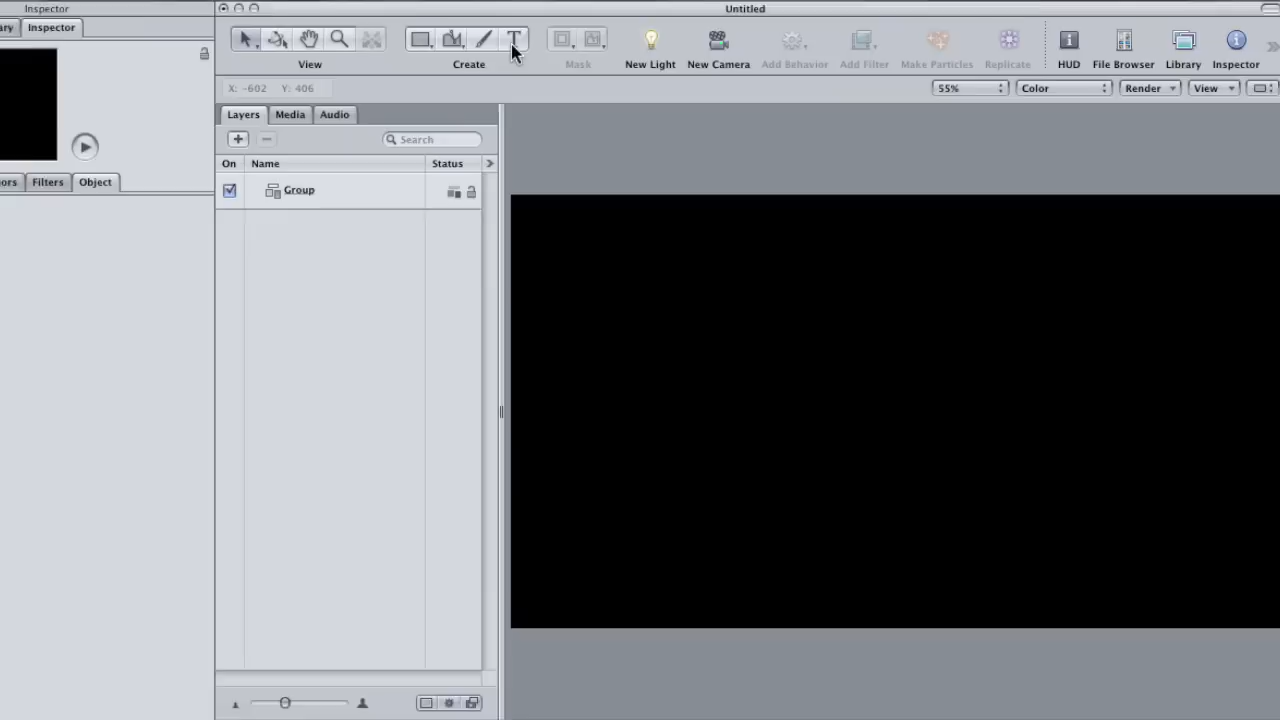 Inspector
Untitled
Inspector
View
Create
Mask
New Light
New Camera
Add Behavior
Add Filter
Make Particles
Replicate
HUD
File Browser
Library
Inspector
X: -602 Y: 406
55%
Color
Render
View
Layers
Media
Audio
Search
On
Name
Status
Group
Filters
Object